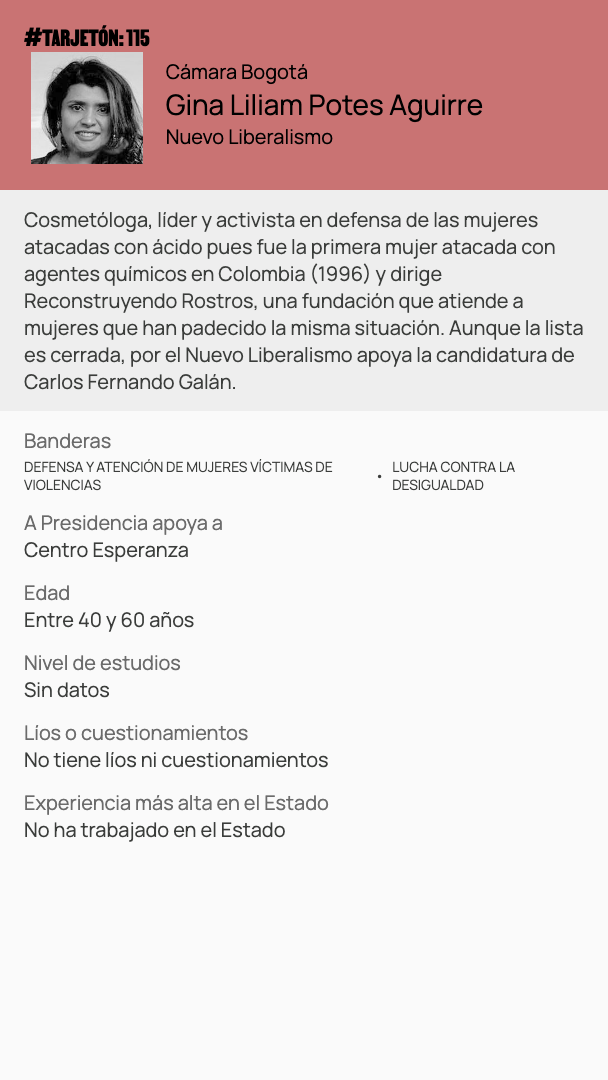 #TARJETÓN: 115
Cámara Bogotá
Gina Liliam Potes Aguirre
Nuevo Liberalismo
Cosmetóloga, líder y activista en defensa de las mujeres
atacadas con ácido pues fue la primera mujer atacada con
agentes químicos en Colombia (1996) y dirige
Reconstruyendo Rostros, una fundación que atiende a
mujeres que han padecido la misma situación. Aunque la lista
es cerrada, por el Nuevo Liberalismo apoya la candidatura de
Carlos Fernando Galán.
Banderas
DEFENSA Y ATENCIÓN DE MUJERES VÍCTIMAS DE
VIOLENCIAS
• LUCHA CONTRA LA
DESIGUALDAD
A Presidencia apoya a
Centro Esperanza
Edad
Entre 40 y 60 años
Nivel de estudios
Sin datos
Líos o cuestionamientos
No tiene líos ni cuestionamientos
Experiencia más alta en el Estado
No ha trabajado en el Estado